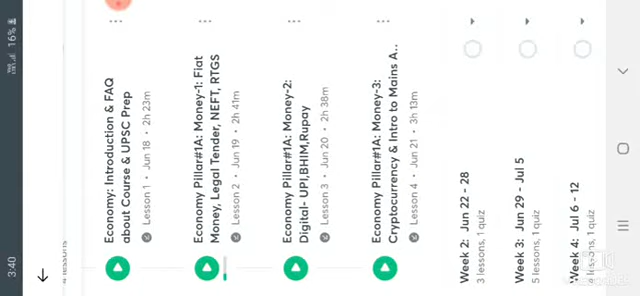 3:40
16%
4 lessons
Economy: Introduction & FAQ
about Course & UPSC Prep
Lesson 1 • Jun 18 • 2h 23m
Economy Pillar#1A: Money-1: Fiat
Money, Legal Tender, NEFT, RTGS
Lesson 2 • Jun 19 • 2h 41m
Economy Pillar#1A: Money-2:
Digital- UPI,BHIM,Rupay
Lesson 3 • Jun 20 • 2h 38m
Economy Pillar#1A: Money-3:
Cryptocurrency & Intro to Mains A..
Lesson 4 • Jun 21 • 3h 13m
Week 2: Jun 22 - 28
3 lessons, 1 quiz
Week 3: Jun 29 - Jul 5
5 lessons, 1 quiz
Week 4: Jul 6 - 12
lessons, 1 quiz